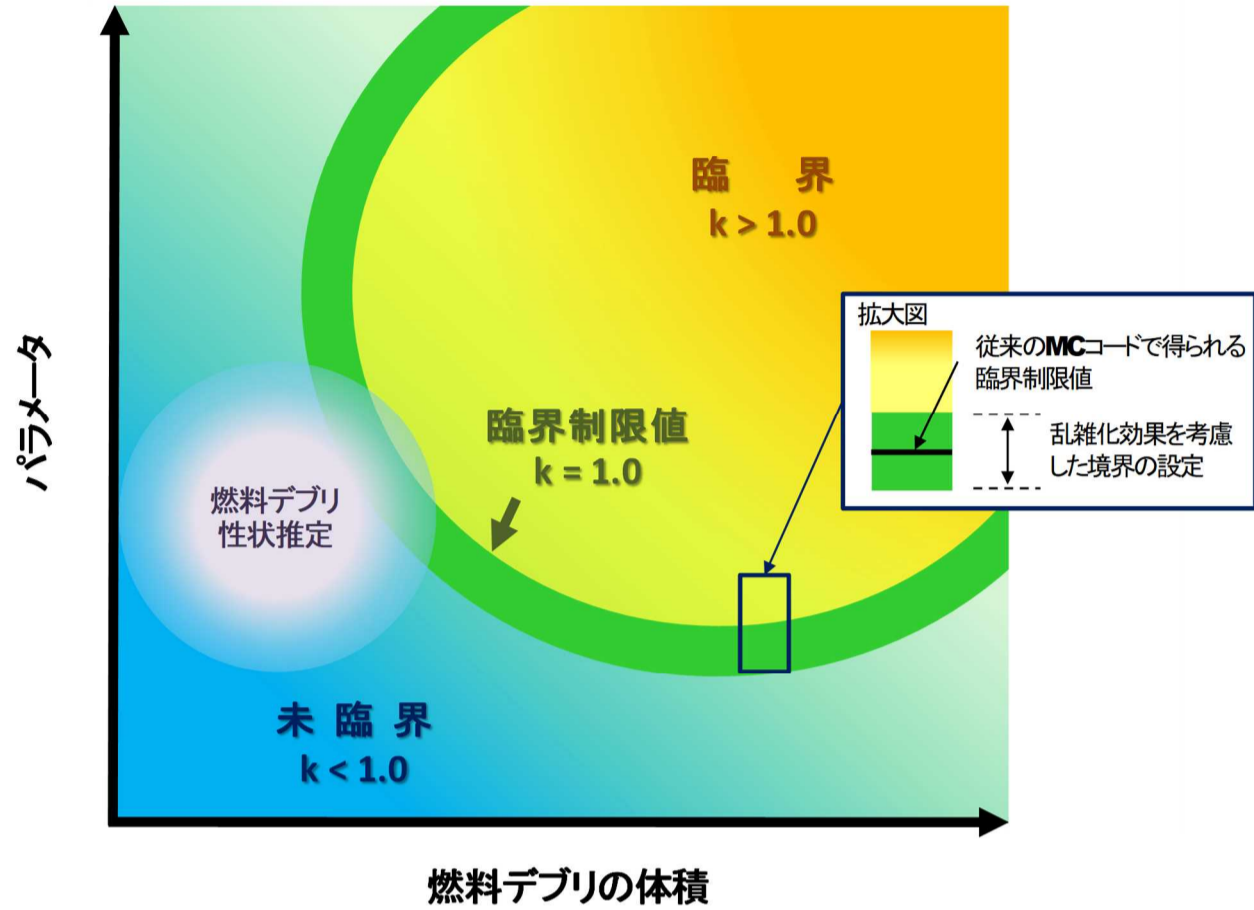 臨 界
k > 1.0
拡大図
従来のMCコードで得られる
臨界制限値
乱雑化効果を考慮
した境界の設定
臨界制限値
k = 1.0
燃料デブリ
性状推定
未 臨 界
k < 1.0
パラメータ
燃料デブリの体積